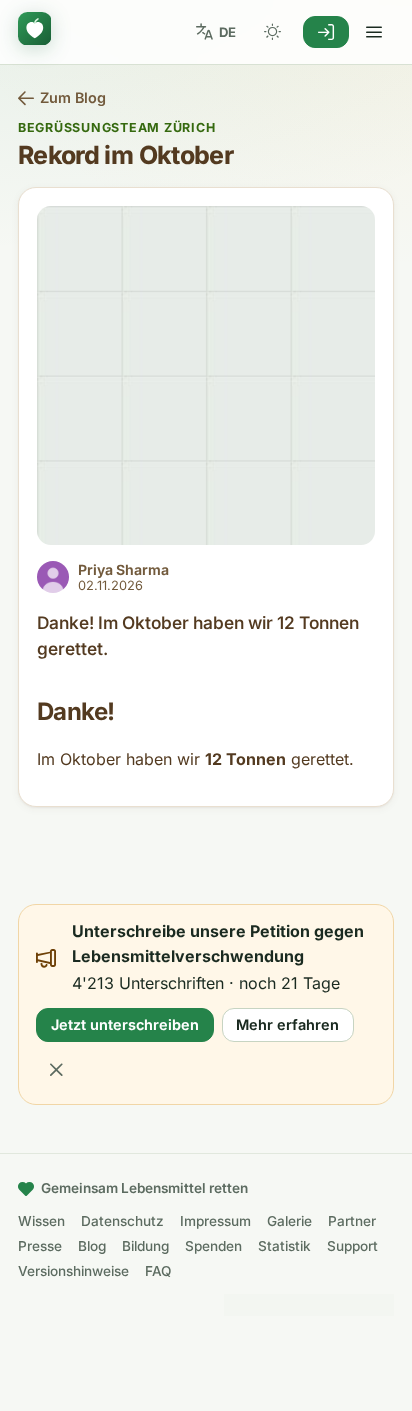 DE
Zum Blog
BEGRÜSSUNGSTEAM ZÜRICH
Rekord im Oktober
Priya Sharma
02.11.2026
Danke! Im Oktober haben wir 12 Tonnen
gerettet.
Danke!
Im Oktober haben wir 12 Tonnen gerettet.
Unterschreibe unsere Petition gegen
Lebensmittelverschwendung
4'213 Unterschriften · noch 21 Tage
Jetzt unterschreiben Mehr erfahren
Gemeinsam Lebensmittel retten
Wissen Datenschutz Impressum Galerie Partner
Presse Blog Bildung Spenden Statistik Support
Versionshinweise FAQ